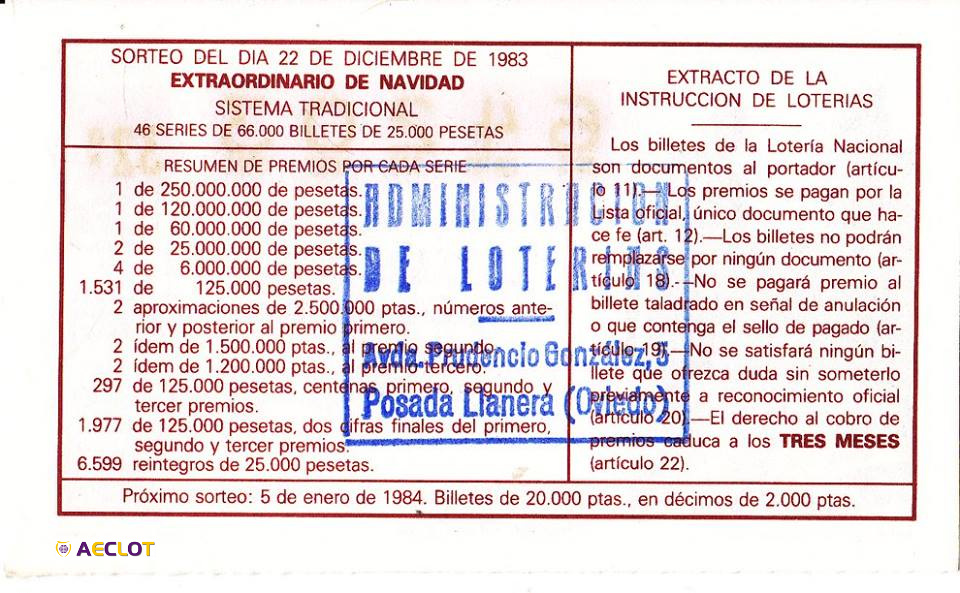 SORTEO DEL DIA 22 DE DICIEMBRE DE 1983
EXTRAORDINARIO DE NAVIDAD
SISTEMA TRADICIONAL
46 SERIES DE 66.000 BILLETES DE 25.000 PESETAS
RESUMEN DE PREMIOS POR CADA SERIE
1 de 250.000.000 de pesetas.
1 de 120.000.000 de pesetas.
1 de 60.000.000 de pesetas.
2 de 25.000.000 de pesetas.
4 de 6.000.000 de pesetas.
1.531 de 125.000 pesetas.
2 aproximaciones de 2.500.000 ptas., números ante-
rior y posterior al premio primero.
2 ídem de 1.500.000 ptas., al premio segundo.
2 ídem de 1.200.000 ptas., al premio tercero.
297 de 125.000 pesetas, centenas primero, segundo y
tercer premios.
1.977 de 125.000 pesetas, dos cifras finales del primero,
segundo y tercer premios.
6.599 reintegros de 25.000 pesetas.
EXTRACTO DE LA
INSTRUCCION DE LOTERIAS
Los billetes de la Lotería Nacional
son documentos al portador (artícu-
lo 11).—Los premios se pagan por la
Lista oficial, único documento que ha-
ce fe (art. 12).—Los billetes no podrán
remplazarse por ningún documento (ar-
tículo 18).-No se pagará premio al
billete taladrado en señal de anulación
o que contenga el sello de pagado (ar-
tículo 19).—No se satisfará ningún bi-
llete que ofrezca duda sin someterlo
previamente a reconocimiento oficial
(artículo 20).—El derecho al cobro de
premios caduca a los TRES MESES
(artículo 22).
ADMINISTRACION
DE LOTERIAS
Avda. Prudencio González, 5
Posada Llanera (Oviedo)
Próximo sorteo: 5 de enero de 1984. Billetes de 20.000 ptas., en décimos de 2.000 ptas.
AECLOT